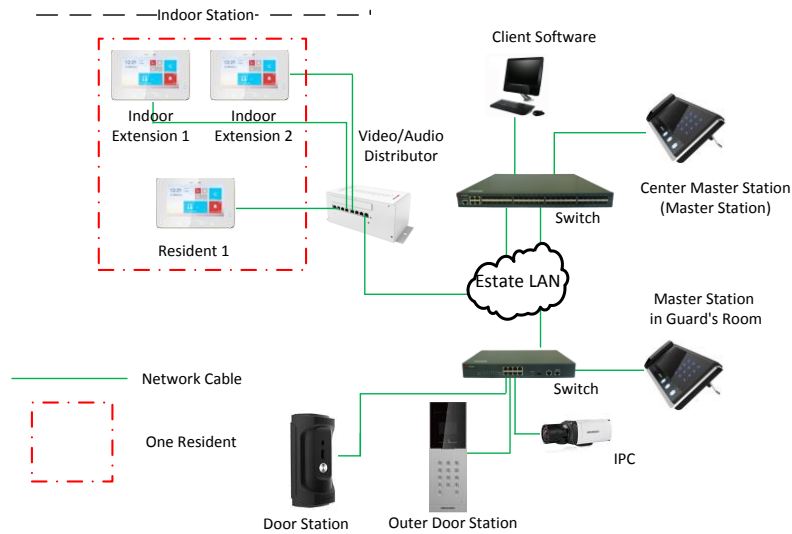 Indoor Station
Client Software
Indoor
Extension 1
Indoor
Extension 2
Video/Audio
Distributor
Center Master Station
(Master Station)
Switch
Resident 1
Estate LAN
Master Station
in Guard's Room
Network Cable
Switch
One Resident
IPC
Door Station
Outer Door Station